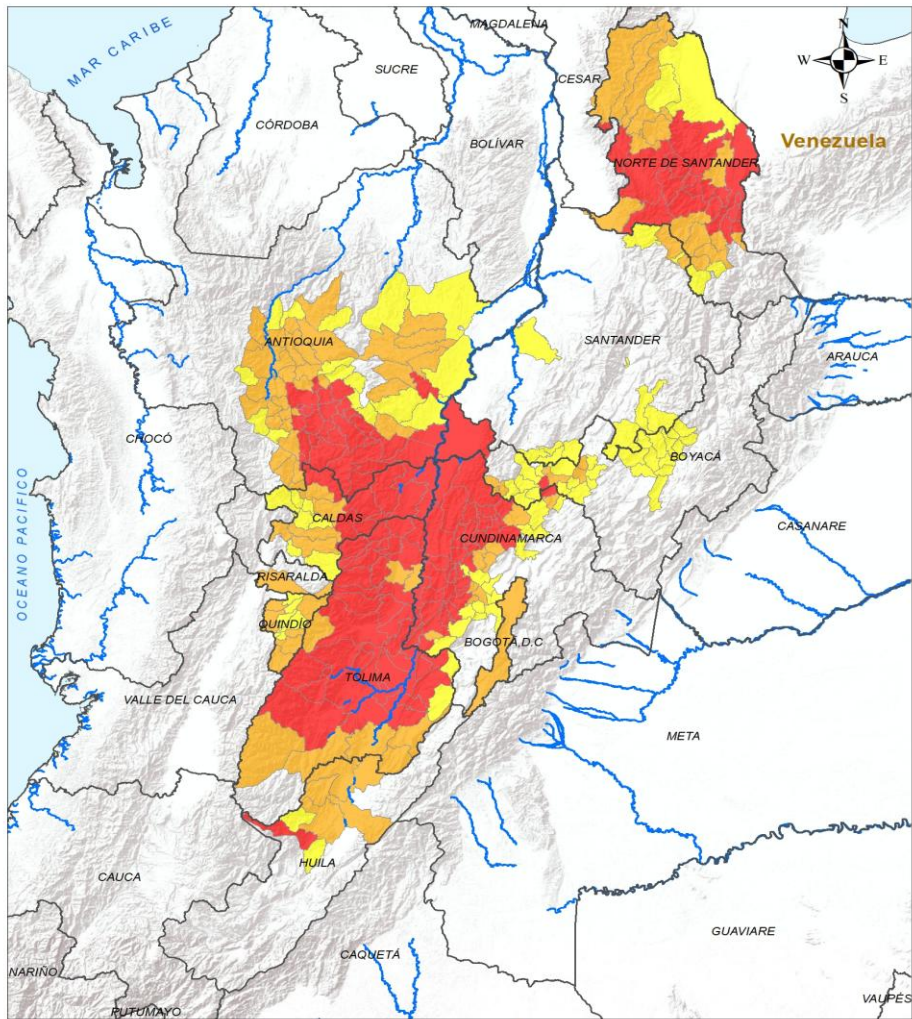 MAGDALENA
N
MAR CARIBE
SUCRE
CESAR
W
E
S
CÓRDOBA
BOLÍVAR
Venezuela
NORTE DE SANTANDER
ANTIOQUIA
SANTANDER
ARAUCA
CHOCÓ
BOYACÁ
CALDAS
CUNDINAMARCA
CASANARE
OCEANO PACIFICO
RISARALDA
QUINDÍO
BOGOTÁ D.C
TOLIMA
VALLE DEL CAUCA
META
HUILA
CAUCA
GUAVIARE
CAQUETÁ
NARIÑO
PUTUMAYO
VAUPÉS